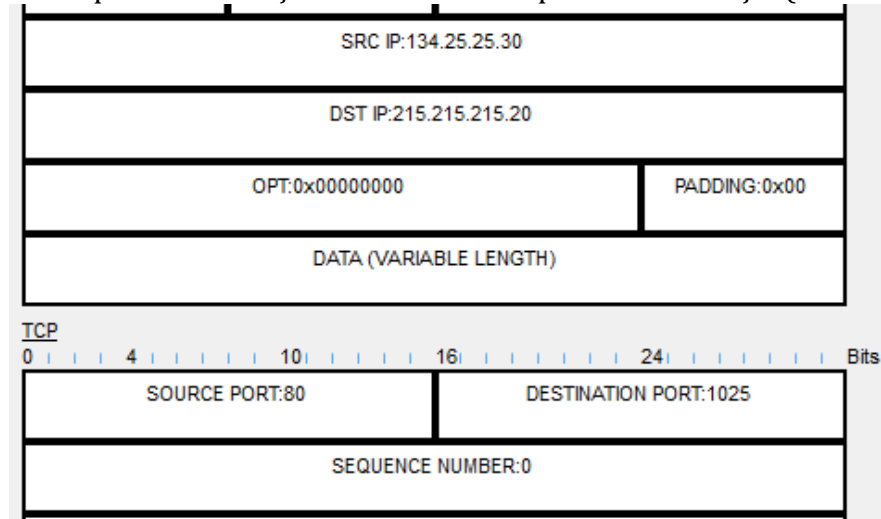 SRC IP:134.25.25.30
DST IP:215.215.215.20
OPT:0x00000000 PADDING:0x00
DATA (VARIABLE LENGTH)
TCP
0 4 10 16 24 Bits
SOURCE PORT:80 DESTINATION PORT:1025
SEQUENCE NUMBER:0